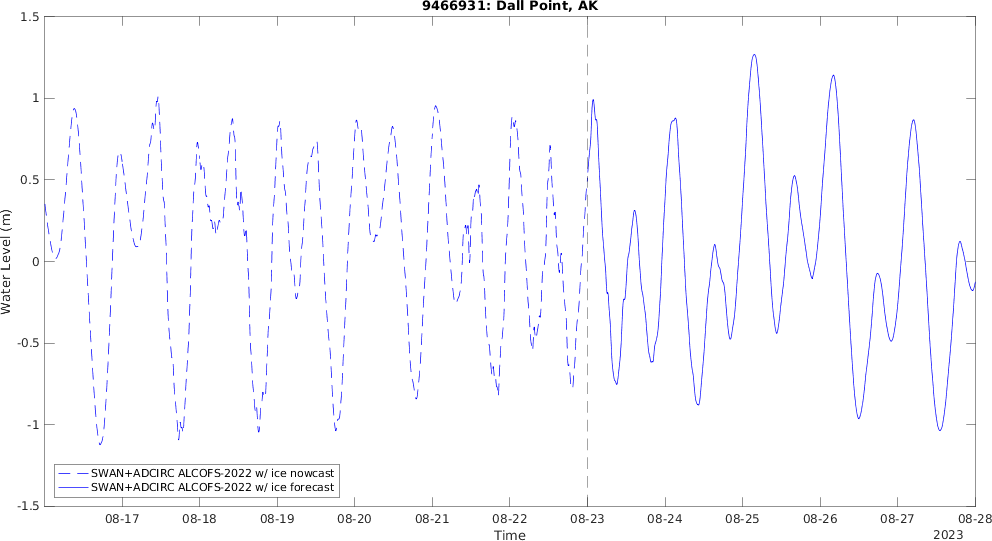 9466931: Dall Point, AK
1.5
1
0.5
0
-0.5
-1
-1.5
Water Level (m)
SWAN+ADCIRC ALCOFS-2022 w/ ice nowcast
SWAN+ADCIRC ALCOFS-2022 w/ ice forecast
08-17 08-18 08-19 08-20 08-21 08-22 08-23 08-24 08-25 08-26 08-27 08-28
Time
2023